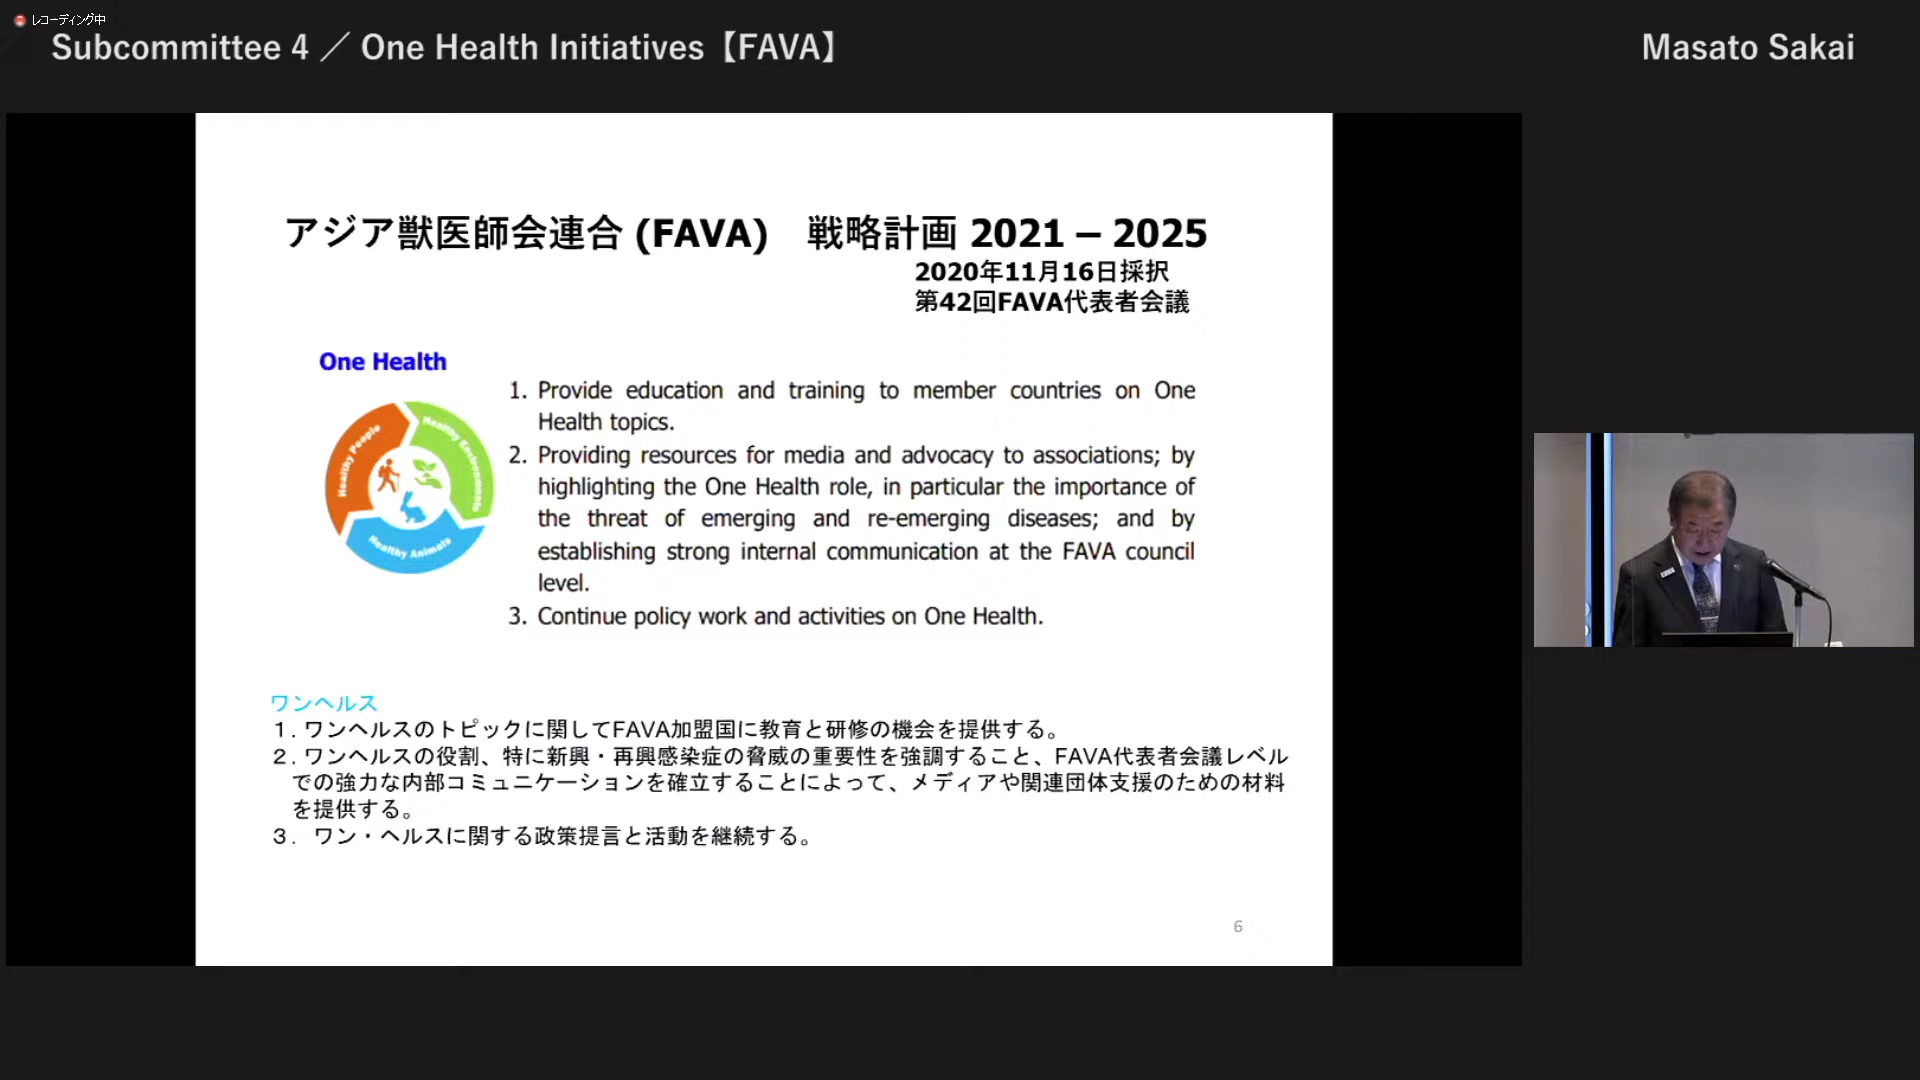 レコーディング中
Subcommittee 4 ／ One Health Initiatives【FAVA】
Masato Sakai
アジア獣医師会連合 (FAVA)　戦略計画 2021 – 2025
2020年11月16日採択
第42回FAVA代表者会議
One Health
Healthy People
Healthy Environments
Healthy Animals
1. Provide education and training to member countries on One
Health topics.
2. Providing resources for media and advocacy to associations; by
highlighting the One Health role, in particular the importance of
the threat of emerging and re-emerging diseases; and by
establishing strong internal communication at the FAVA council
level.
3. Continue policy work and activities on One Health.
ワンヘルス
１. ワンヘルスのトピックに関してFAVA加盟国に教育と研修の機会を提供する。
２. ワンヘルスの役割、特に新興・再興感染症の脅威の重要性を強調すること、FAVA代表者会議レベル
での強力な内部コミュニケーションを確立することによって、メディアや関連団体支援のための材料
を提供する。
３.　ワン・ヘルスに関する政策提言と活動を継続する。
6